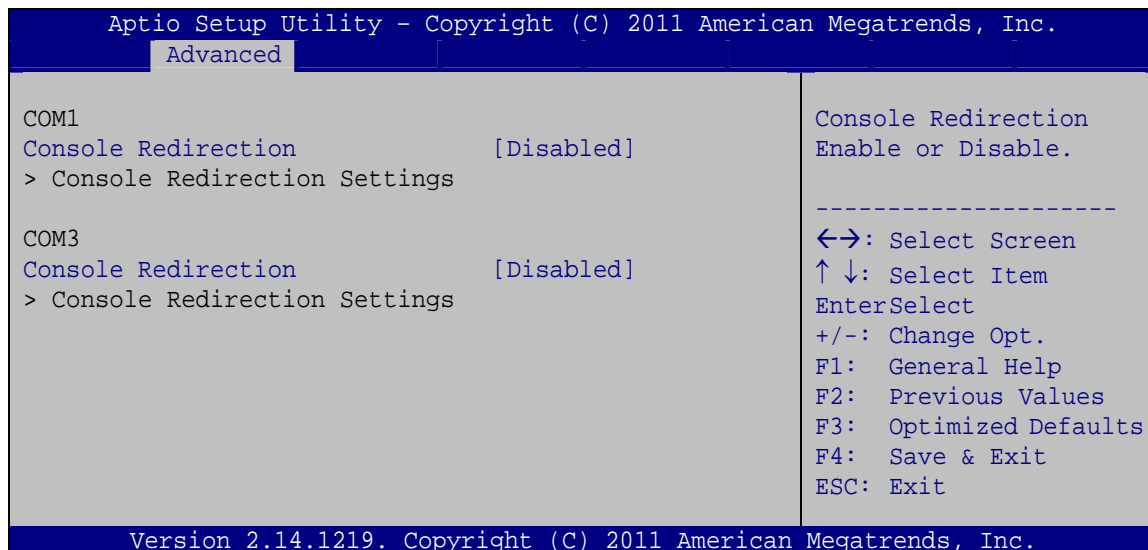 Aptio Setup Utility – Copyright (C) 2011 American Megatrends, Inc.
Advanced
COM1
Console Redirection [Disabled]
> Console Redirection Settings
COM3
Console Redirection [Disabled]
> Console Redirection Settings
Console Redirection
Enable or Disable.
---------------------
←→: Select Screen
↑ ↓: Select Item
EnterSelect
+/-: Change Opt.
F1: General Help
F2: Previous Values
F3: Optimized Defaults
F4: Save & Exit
ESC: Exit
Version 2.14.1219. Copyright (C) 2011 American Megatrends, Inc.